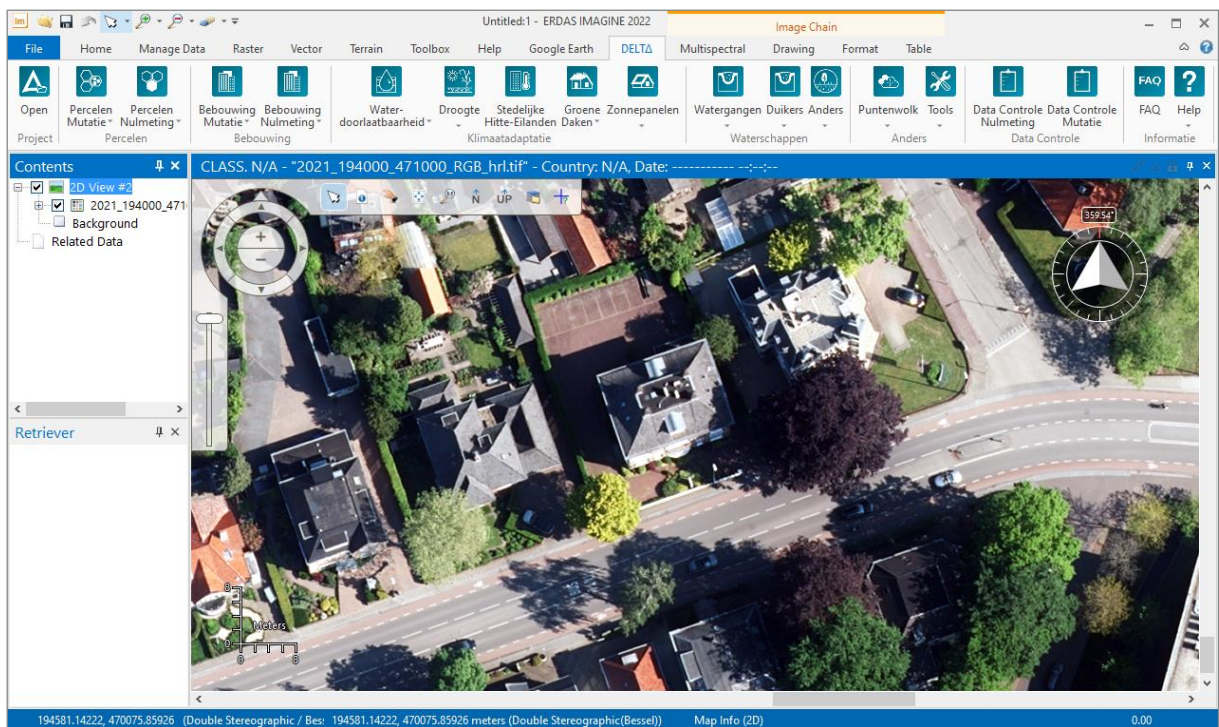 Untitled:1 - ERDAS IMAGINE 2022
Image Chain
File Home Manage Data Raster Vector Terrain Toolbox Help Google Earth DELTΔ Multispectral Drawing Format Table
Open Percelen Mutatie Percelen Nulmeting Bebouwing Mutatie Bebouwing Nulmeting Water-doorlaatbaarheid Droogte Stedelijke Hitte-Eilanden Groene Daken Zonnepanelen Watergangen Duikers Anders Puntenwolk Tools Data Controle Nulmeting Data Controle Mutatie FAQ FAQ Help
Project Percelen Bebouwing Klimaatadaptatie Waterschappen Anders Data Controle Informatie
Contents
CLASS. N/A - "2021_194000_471000_RGB_hrl.tif" - Country: N/A, Date: ----------- --:--:--
2D View #2
2021_194000_471
Background
Related Data
UP
N
359.54°
Retriever
8
Meters
0
0 8
194581.14222, 470075.85926 (Double Stereographic / Bes: 194581.14222, 470075.85926 meters (Double Stereographic(Bessel)) Map Info (2D) 0.00